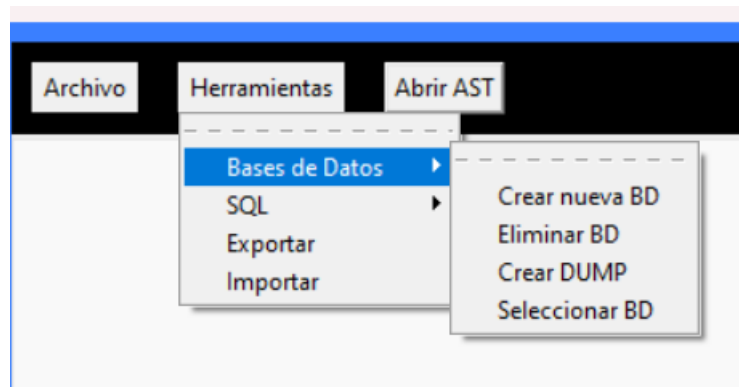 Archivo
Herramientas
Abrir AST
Bases de Datos
SQL
Exportar
Importar
Crear nueva BD
Eliminar BD
Crear DUMP
Seleccionar BD